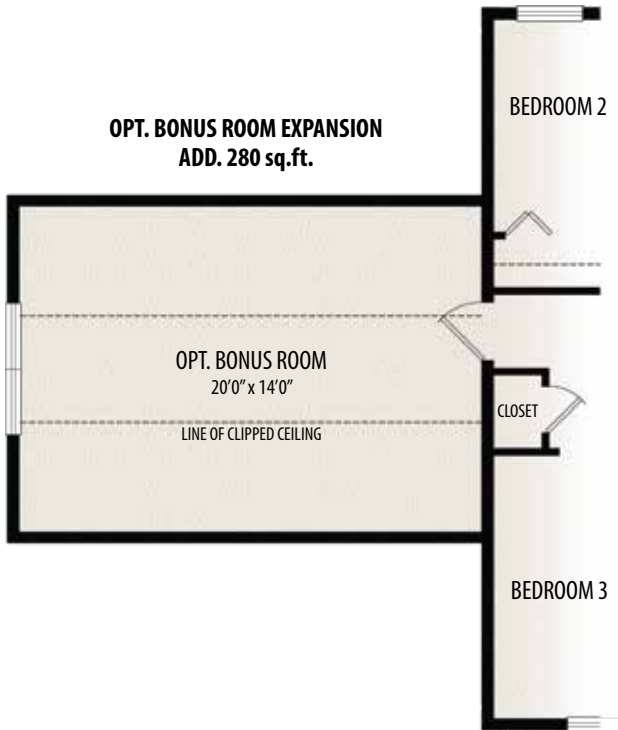 BEDROOM 2
OPT. BONUS ROOM EXPANSION
ADD. 280 sq.ft.
OPT. BONUS ROOM
20'0" x 14'0"
CLOSET
LINE OF CLIPPED CEILING
BEDROOM 3